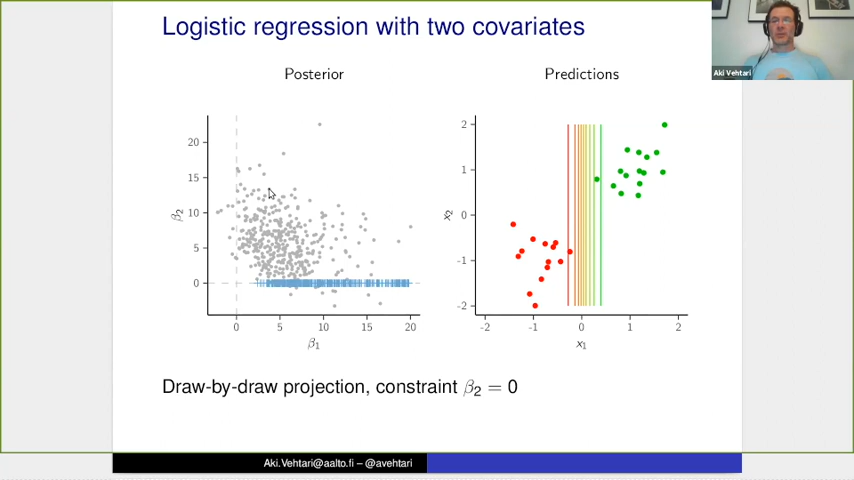 Logistic regression with two covariates
Aki Vehtari
Posterior
Predictions
20
15
10
5
0
β₂
0
5
10
15
20
β₁
2
1
0
-1
-2
x₂
-2
-1
0
1
2
x₁
Draw-by-draw projection, constraint β₂ = 0
Aki.Vehtari@aalto.fi – @avehtari